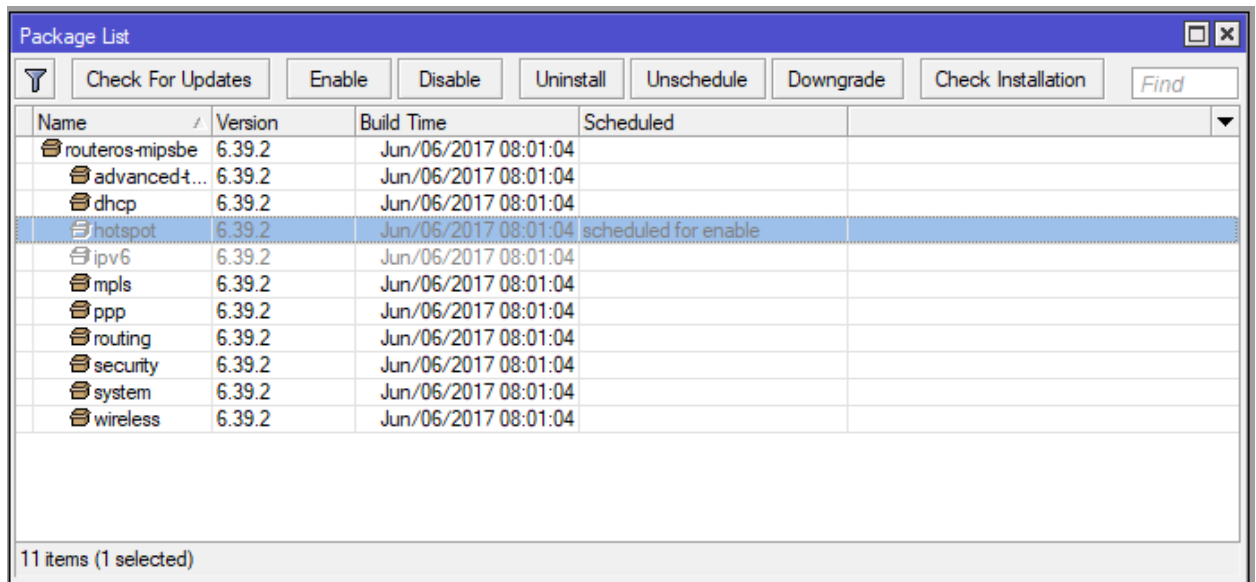 Package List
Check For Updates Enable Disable Uninstall Unschedule Downgrade Check Installation Find
Name Version Build Time Scheduled
routeros-mipsbe 6.39.2 Jun/06/2017 08:01:04
advanced-t... 6.39.2 Jun/06/2017 08:01:04
dhcp 6.39.2 Jun/06/2017 08:01:04
hotspot 6.39.2 Jun/06/2017 08:01:04 scheduled for enable
ipv6 6.39.2 Jun/06/2017 08:01:04
mpls 6.39.2 Jun/06/2017 08:01:04
ppp 6.39.2 Jun/06/2017 08:01:04
routing 6.39.2 Jun/06/2017 08:01:04
security 6.39.2 Jun/06/2017 08:01:04
system 6.39.2 Jun/06/2017 08:01:04
wireless 6.39.2 Jun/06/2017 08:01:04
11 items (1 selected)